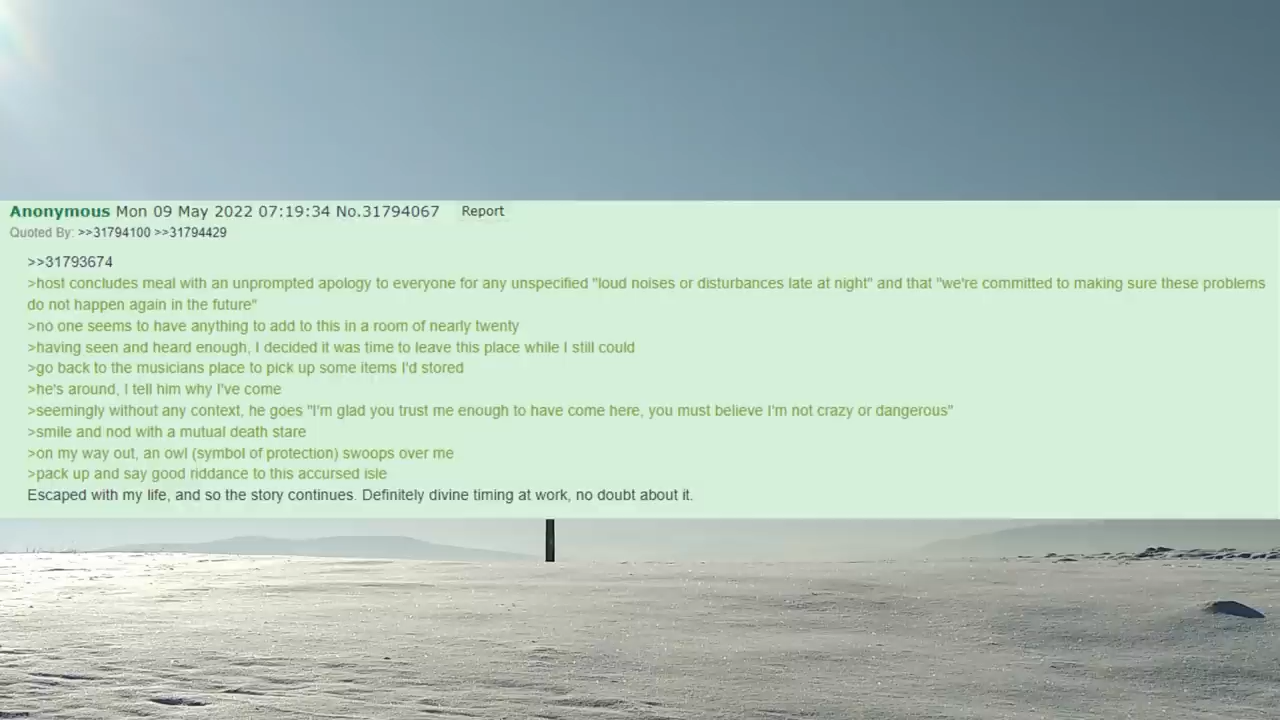 Anonymous Mon 09 May 2022 07:19:34 No.31794067 Report
Quoted By: >>31794100 >>31794429
>>31793674
>host concludes meal with an unprompted apology to everyone for any unspecified "loud noises or disturbances late at night" and that "we're committed to making sure these problems
do not happen again in the future"
>no one seems to have anything to add to this in a room of nearly twenty
>having seen and heard enough, I decided it was time to leave this place while I still could
>go back to the musicians place to pick up some items I'd stored
>he's around, I tell him why I've come
>seemingly without any context, he goes "I'm glad you trust me enough to have come here, you must believe I'm not crazy or dangerous"
>smile and nod with a mutual death stare
>on my way out, an owl (symbol of protection) swoops over me
>pack up and say good riddance to this accursed isle
Escaped with my life, and so the story continues. Definitely divine timing at work, no doubt about it.